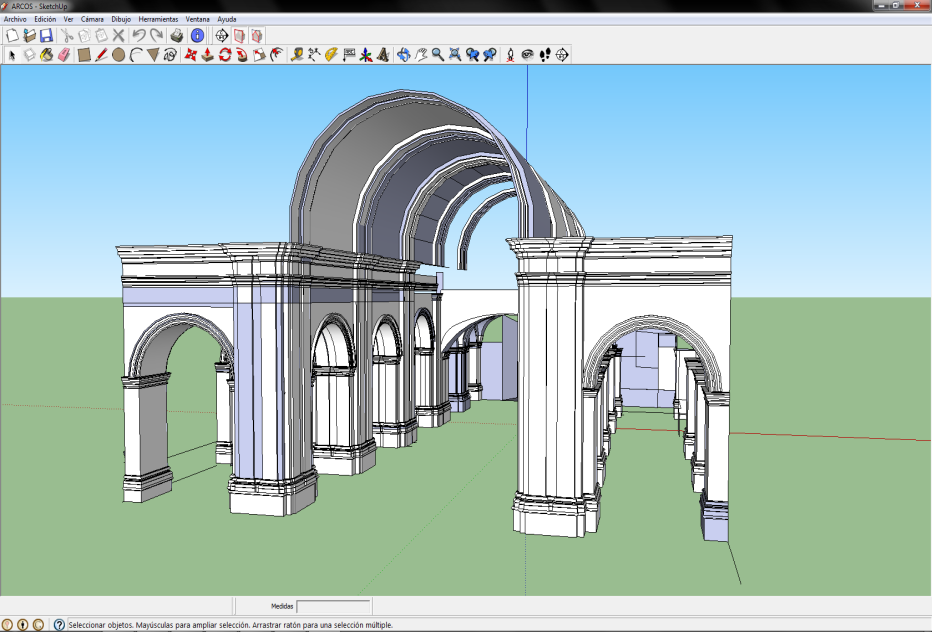 ARCOS - SketchUp
Archivo Edición Ver Cámara Dibujo Herramientas Ventana Ayuda
Medidas
Seleccionar objetos. Mayúsculas para ampliar selección. Arrastrar ratón para una selección múltiple.